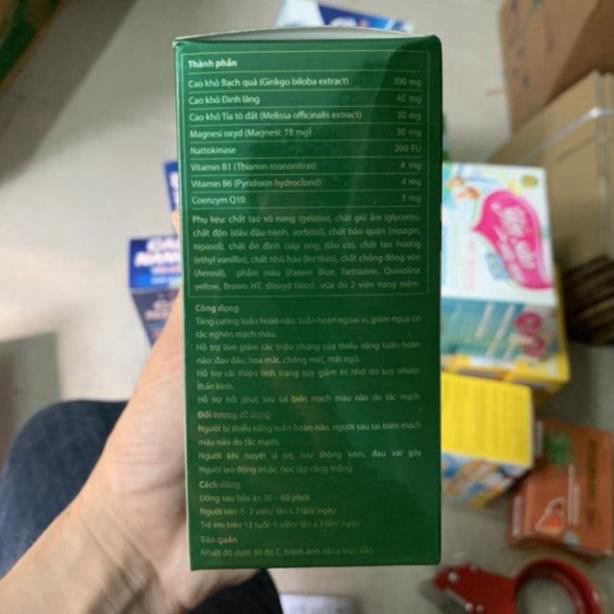 Thành phần
Cao khô Bạch quả (Ginkgo biloba extract) 300 mg
Cao khô Đinh lăng 40 mg
Cao khô Tía tô đất (Melissa officinalis extract) 30 mg
Magnesi oxyd (Magnesi: 18 mg) 30 mg
Nattokinase 200 FU
Vitamin B1 (Thiamin mononitrat) 4 mg
Vitamin B6 (Pyridoxin hydroclorid) 4 mg
Coenzym Q10 3 mg
Phụ liệu: chất tạo vỏ nang (gelatin), chất giữ ẩm (glycerin),
chất độn (dầu đậu nành, sorbitol), chất bảo quản (nipagin,
nipasol), chất ổn định (sáp ong, dầu cọ), chất tạo hương
(ethyl vanillin), chất nhũ hóa (lecithin), chất chống đông vón
(Aerosil), phẩm màu (Patent Blue, Tartrazine, Quinoline
yellow, Brown HT, dioxyd titan), vừa đủ 2 viên nang mềm.
Công dụng
Tăng cường tuần hoàn não, tuần hoàn ngoại vi, giảm nguy cơ
tắc nghẽn mạch máu.
Hỗ trợ làm giảm các triệu chứng của thiểu năng tuần hoàn
não: đau đầu, hoa mắt, chóng mặt, mất ngủ.
Hỗ trợ cải thiện tình trạng suy giảm trí nhớ do suy nhược
thần kinh.
Hỗ trợ hồi phục sau tai biến mạch máu não do tắc mạch.
Đối tượng sử dụng
Người bị thiểu năng tuần hoàn não, người sau tai biến mạch
máu não do tắc mạch.
Người khí huyết ứ trệ, lưu thông kém, đau vai gáy
Người lao động trí óc, học tập căng thẳng.
Cách dùng
Uống sau bữa ăn 30 - 60 phút.
Người lớn: 1- 2 viên/ lần x 2 lần/ ngày
Trẻ em trên 12 tuổi: 1 viên/ lần x 2 lần/ ngày
Bảo quản
Nhiệt độ dưới 30 độ C, tránh ánh nắng trực tiếp